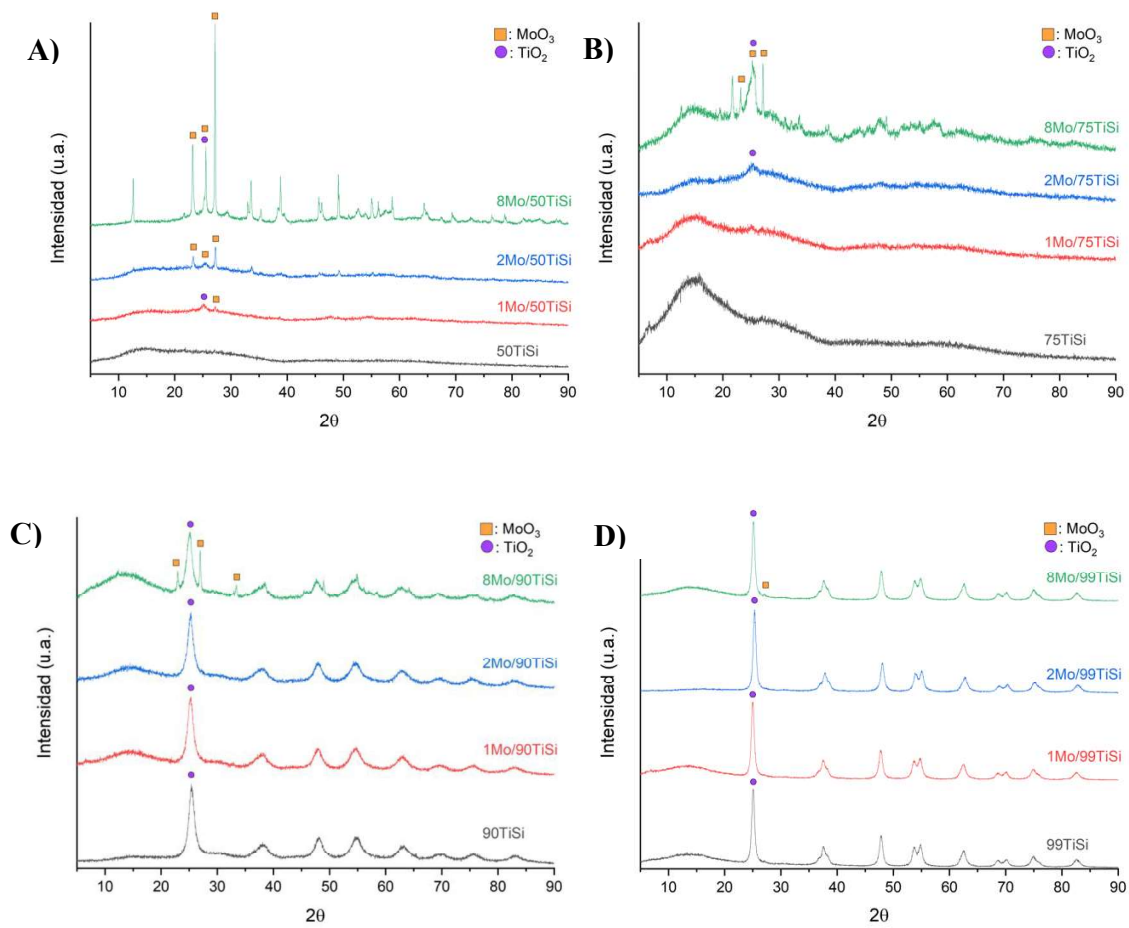 A)
: MoO3
: TiO2
8Mo/50TiSi
2Mo/50TiSi
1Mo/50TiSi
50TiSi
Intensidad (u.a.)
10 20 30 40 50 60 70 80 90
2θ
B)
: MoO3
: TiO2
8Mo/75TiSi
2Mo/75TiSi
1Mo/75TiSi
75TiSi
Intensidad (u.a.)
10 20 30 40 50 60 70 80 90
2θ
C)
: MoO3
: TiO2
8Mo/90TiSi
2Mo/90TiSi
1Mo/90TiSi
90TiSi
Intensidad (u.a.)
10 20 30 40 50 60 70 80 90
2θ
D)
: MoO3
: TiO2
8Mo/99TiSi
2Mo/99TiSi
1Mo/99TiSi
99TiSi
Intensidad (u.a.)
10 20 30 40 50 60 70 80 90
2θ